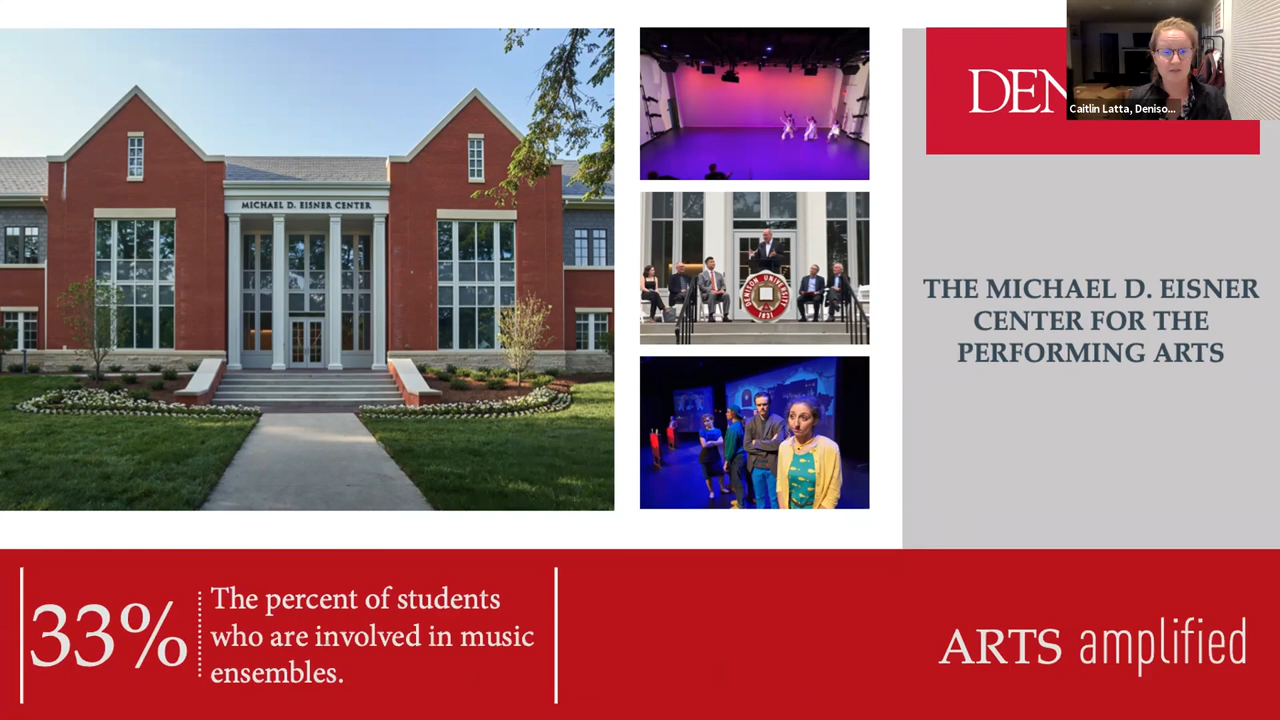 MICHAEL D. EISNER CENTER
DENISON UNIVERSITY
1831
DEN
Caitlin Latta, Deniso...
THE MICHAEL D. EISNER
CENTER FOR THE
PERFORMING ARTS
33%
The percent of students
who are involved in music
ensembles.
ARTS amplified